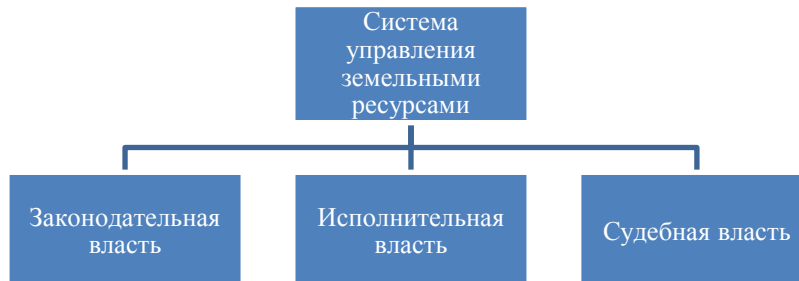 Система
управления
земельными
ресурсами
Законодательная
власть
Исполнительная
власть
Судебная власть